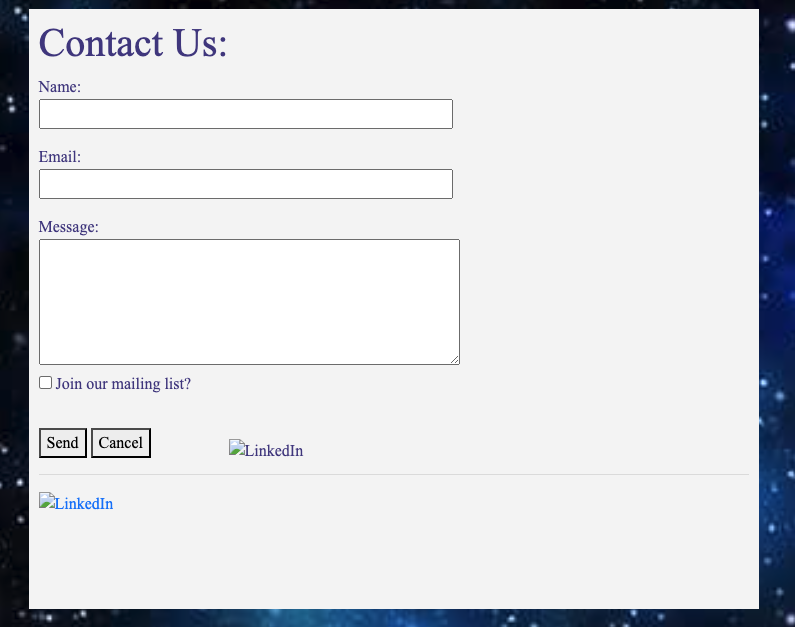 Contact Us:
Name:
Email:
Message:
Join our mailing list?
Send Cancel LinkedIn
LinkedIn